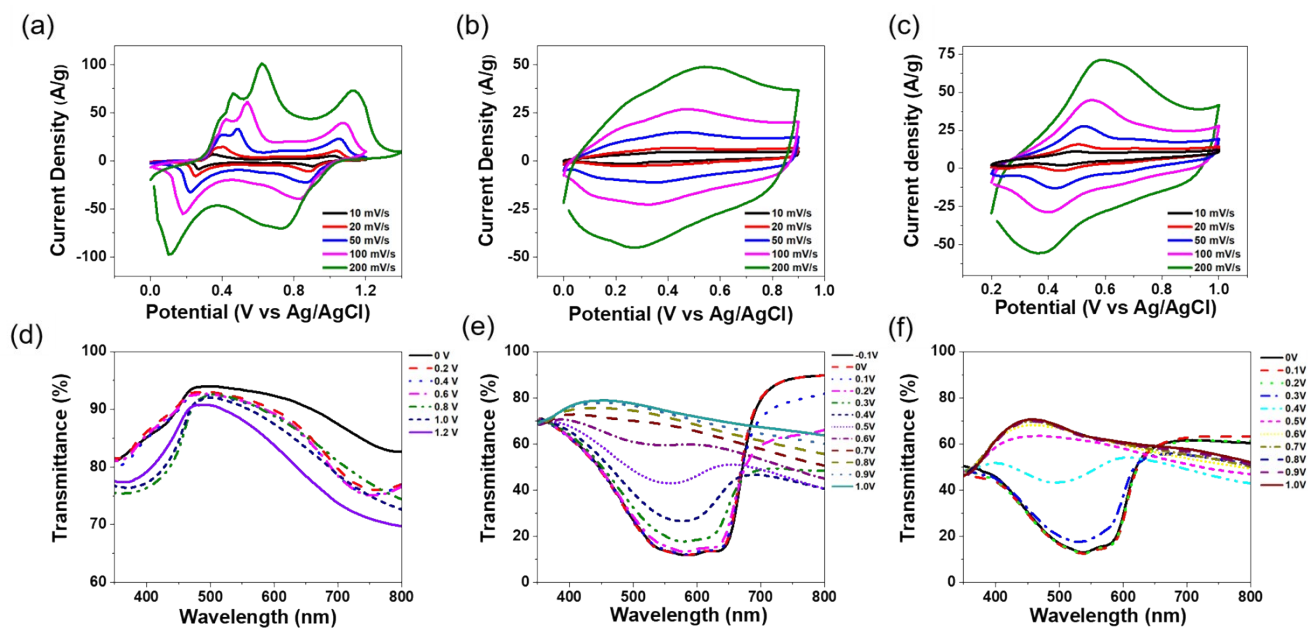 (a)
Current Density (A/g)
100
50
0
-50
-100
10 mV/s
20 mV/s
50 mV/s
100 mV/s
200 mV/s
0.0 0.4 0.8 1.2
Potential (V vs Ag/AgCl)
(b)
Current Density (A/g)
50
25
0
-25
-50
10 mV/s
20 mV/s
50 mV/s
100 mV/s
200 mV/s
0.0 0.2 0.4 0.6 0.8 1.0
Potential (V vs Ag/AgCl)
(c)
Current density (A/g)
75
50
25
0
-25
-50
10 mV/s
20 mV/s
50 mV/s
100 mV/s
200 mV/s
0.2 0.4 0.6 0.8 1.0
Potential (V vs Ag/AgCl)
(d)
Transmittance (%)
100
90
80
70
60
0 V
0.2 V
0.4 V
0.6 V
0.8 V
1.0 V
1.2 V
400 500 600 700 800
Wavelength (nm)
(e)
Transmittance (%)
100
80
60
40
20
0
-0.1V
0V
0.1V
0.2V
0.3V
0.4V
0.5V
0.6V
0.7V
0.8V
0.9V
1.0V
400 500 600 700 800
Wavelength (nm)
(f)
Transmittance (%)
100
80
60
40
20
0
0V
0.1V
0.2V
0.3V
0.4V
0.5V
0.6V
0.7V
0.8V
0.9V
1.0V
400 500 600 700 800
Wavelength (nm)